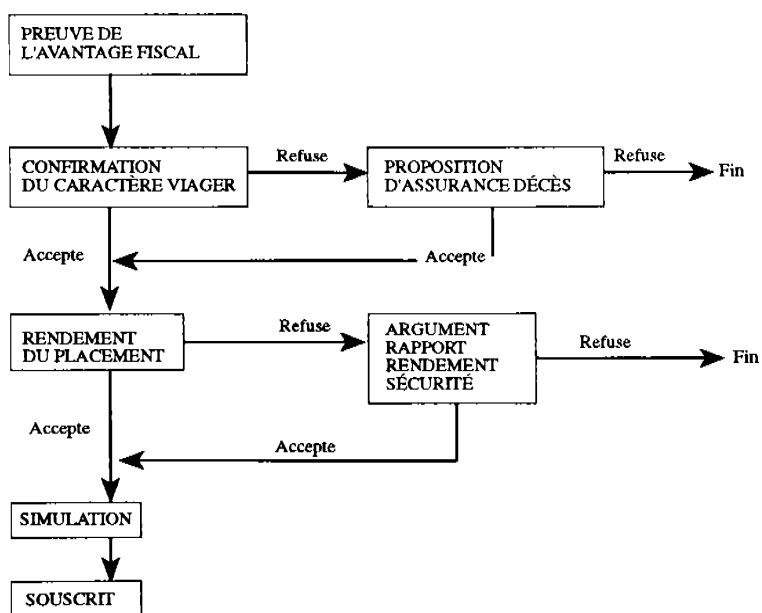 PREUVE DE
L'AVANTAGE FISCAL
CONFIRMATION
DU CARACTÈRE VIAGER
Refuse
PROPOSITION
D'ASSURANCE DÉCÈS
Refuse
Fin
Accepte
Accepte
RENDEMENT
DU PLACEMENT
Refuse
ARGUMENT
RAPPORT
RENDEMENT
SÉCURITÉ
Refuse
Fin
Accepte
Accepte
SIMULATION
SOUSCRIT